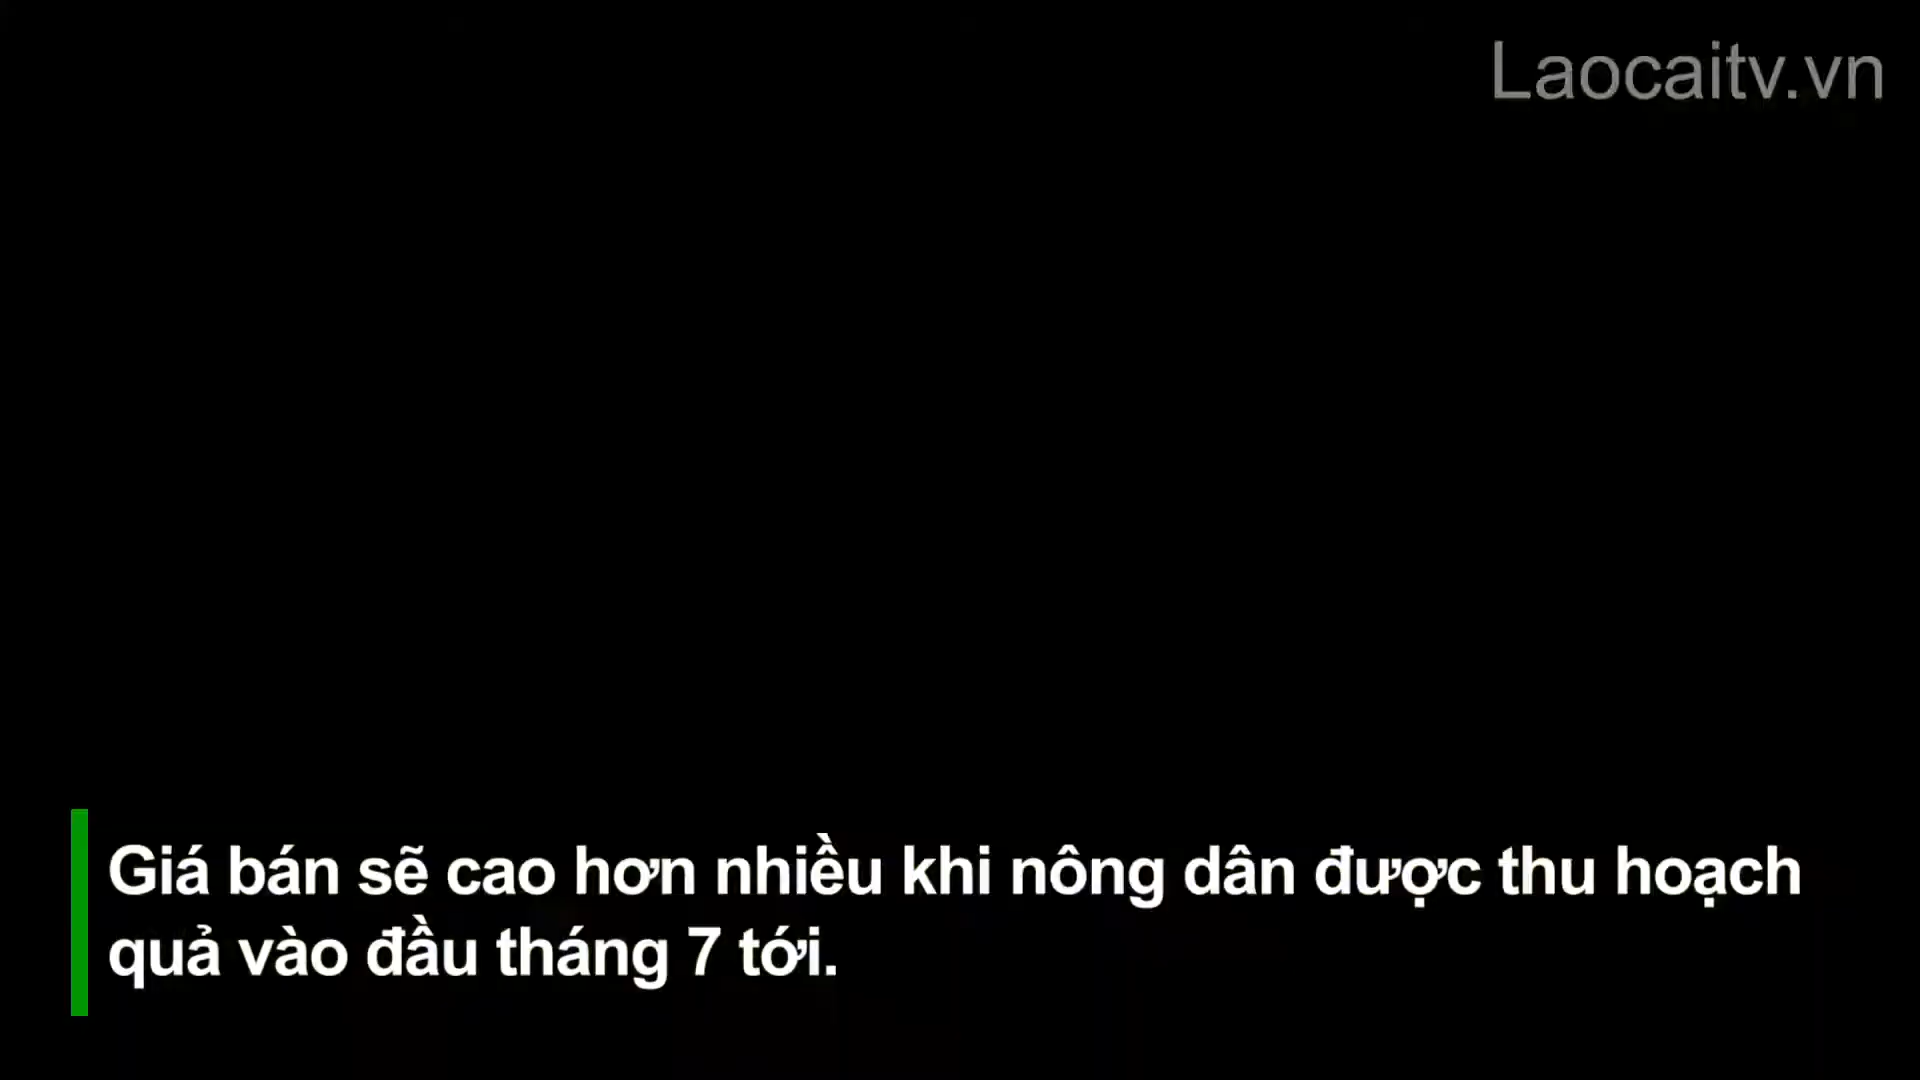 Laocaitv.vn
Giá bán sẽ cao hơn nhiều khi nông dân được thu hoạch
quả vào đầu tháng 7 tới.